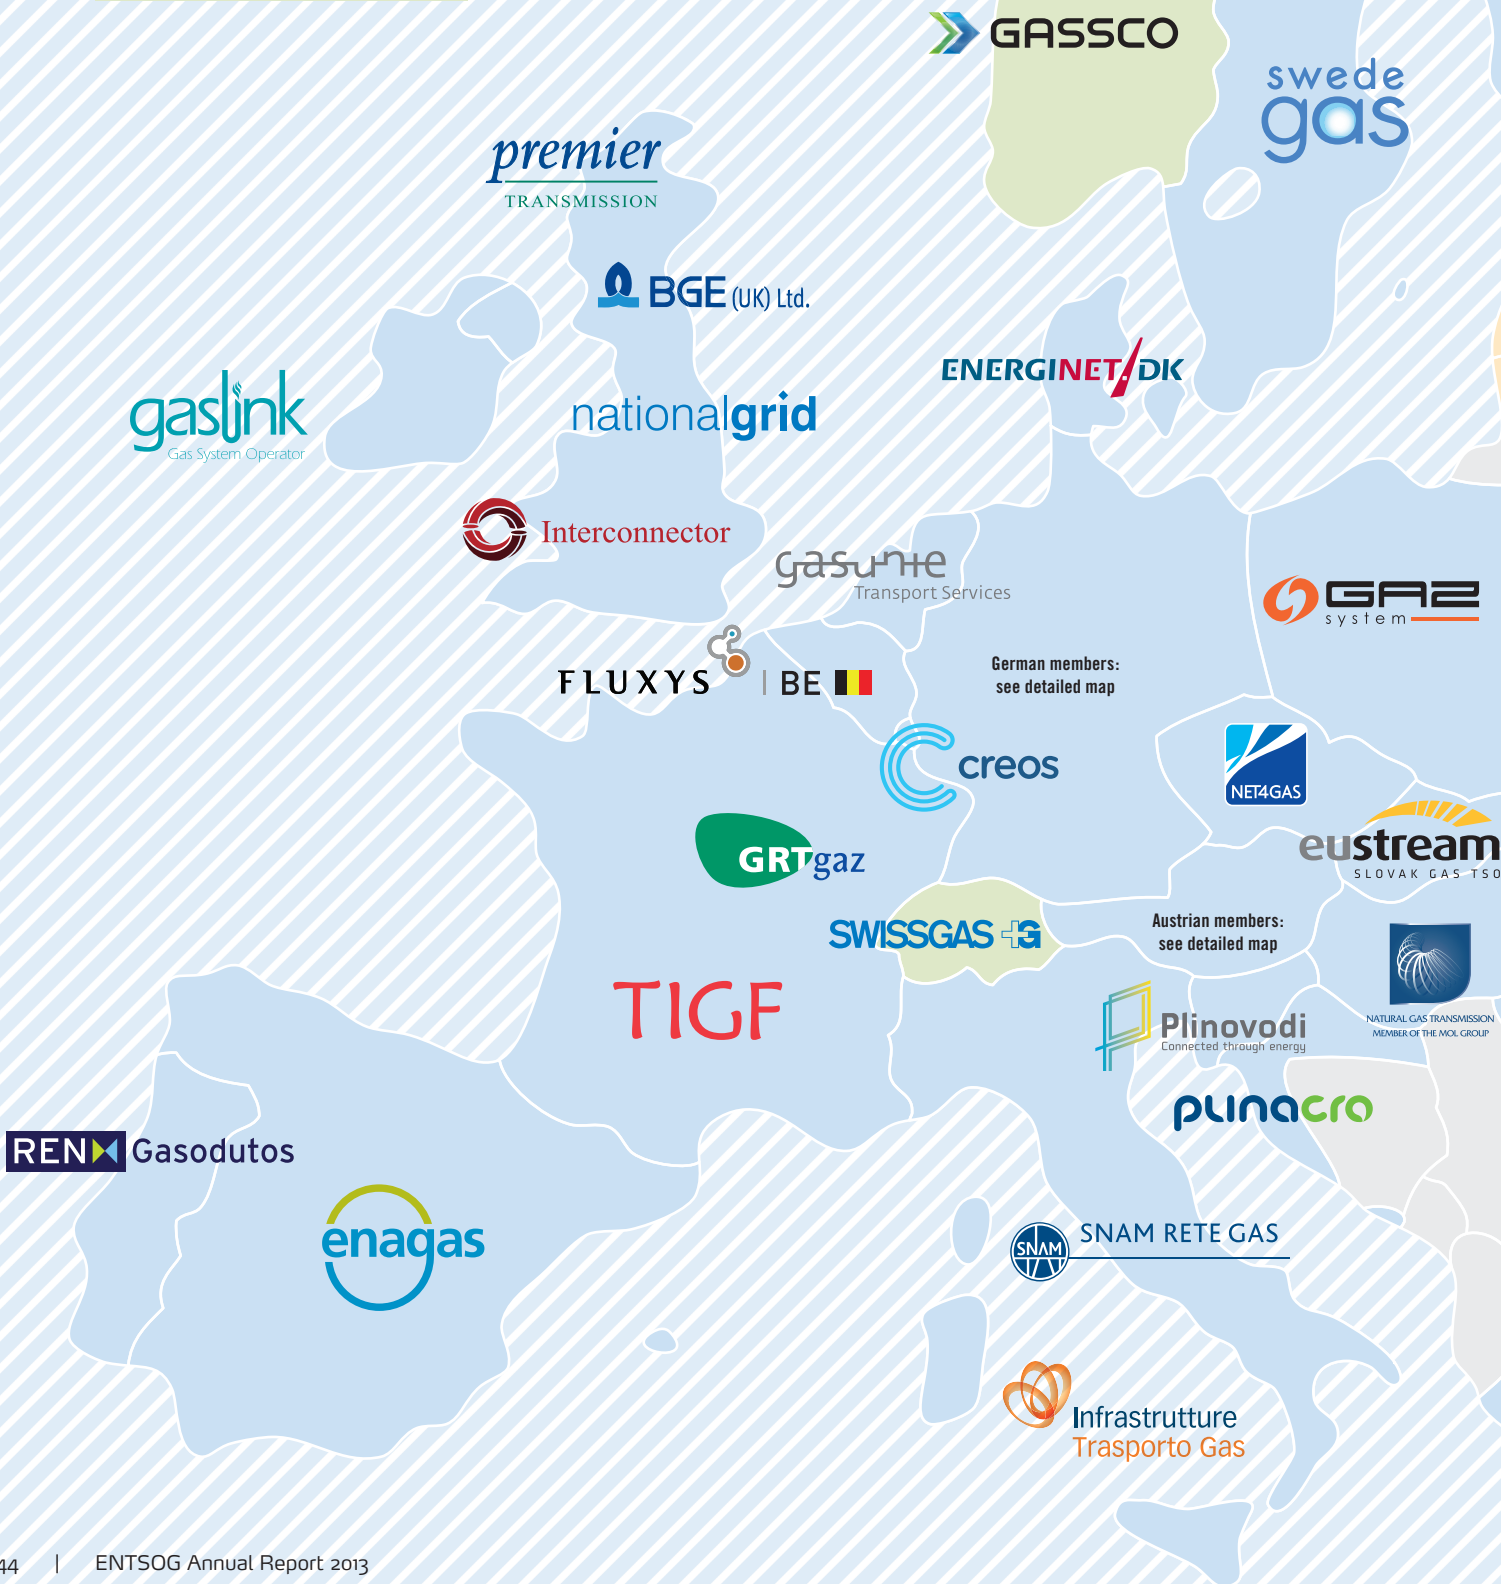 GASSCO
swede
gas
premier
TRANSMISSION
BGE (UK) Ltd.
ENERGINET/DK
gaslink
Gas System Operator
nationalgrid
Interconnector
gasunie
Transport Services
GAZ
system
FLUXYS | BE
German members:
see detailed map
creos
NET4GAS
eustream
SLOVAK GAS TSO
GRTgaz
SWISSGAS
Austrian members:
see detailed map
TIGF
Plinovodi
Connected through energy
NATURAL GAS TRANSMISSION
MEMBER OF THE MOL GROUP
plinacro
REN Gasodutos
enagas
SNAM
SNAM RETE GAS
Infrastrutture
Trasporto Gas
44 | ENTSOG Annual Report 2013